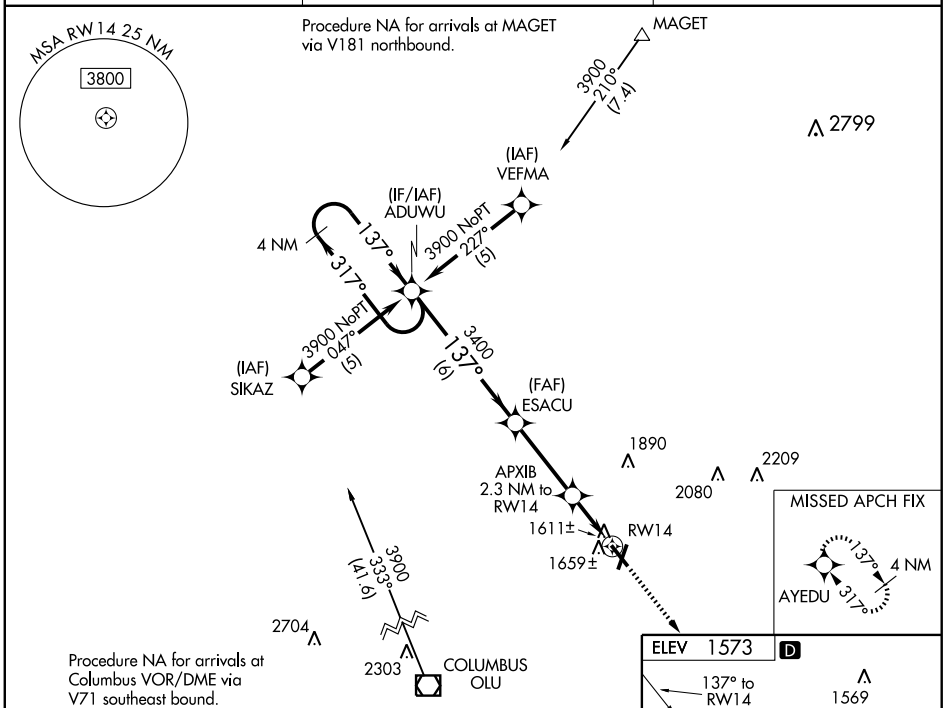 MSA RW14 25 NM
3800
Procedure NA for arrivals at MAGET
via V181 northbound.
MAGET
3900
210°
(7.4)
2799
(IAF)
VEFMA
(IF/IAF)
ADUWU
3900 NoPT
227°
(5)
4 NM
137°
317°
3900 NoPT
047°
(5)
(IAF)
SIKAZ
3400
137°
(6)
(FAF)
ESACU
1890
2209
2080
APXIB
2.3 NM to
RW14
1611±
RW14
1659±
MISSED APCH FIX
137°
4 NM
AYEDU
317°
3900
333°
(41.6)
2704
2303
COLUMBUS
OLU
Procedure NA for arrivals at
Columbus VOR/DME via
V71 southeast bound.
ELEV 1573 D
137° to
RW14
1569